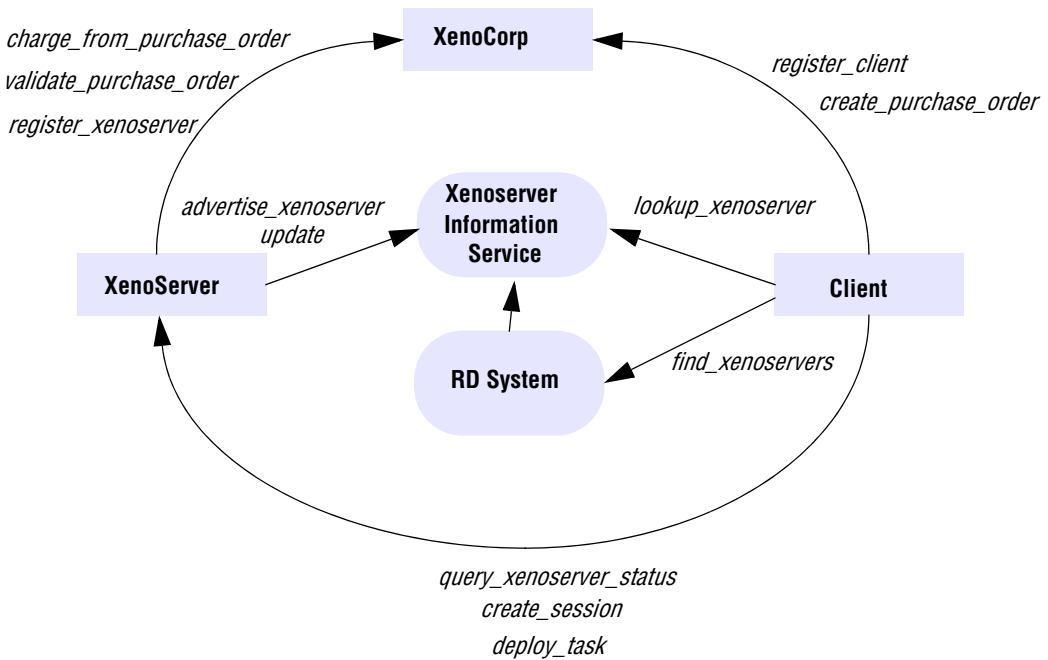 charge_from_purchase_order
validate_purchase_order
register_xenoserver
XenoCorp
register_client
create_purchase_order
advertise_xenoserver
update
Xenoserver
Information
Service
lookup_xenoserver
XenoServer
Client
RD System
find_xenoservers
query_xenoserver_status
create_session
deploy_task